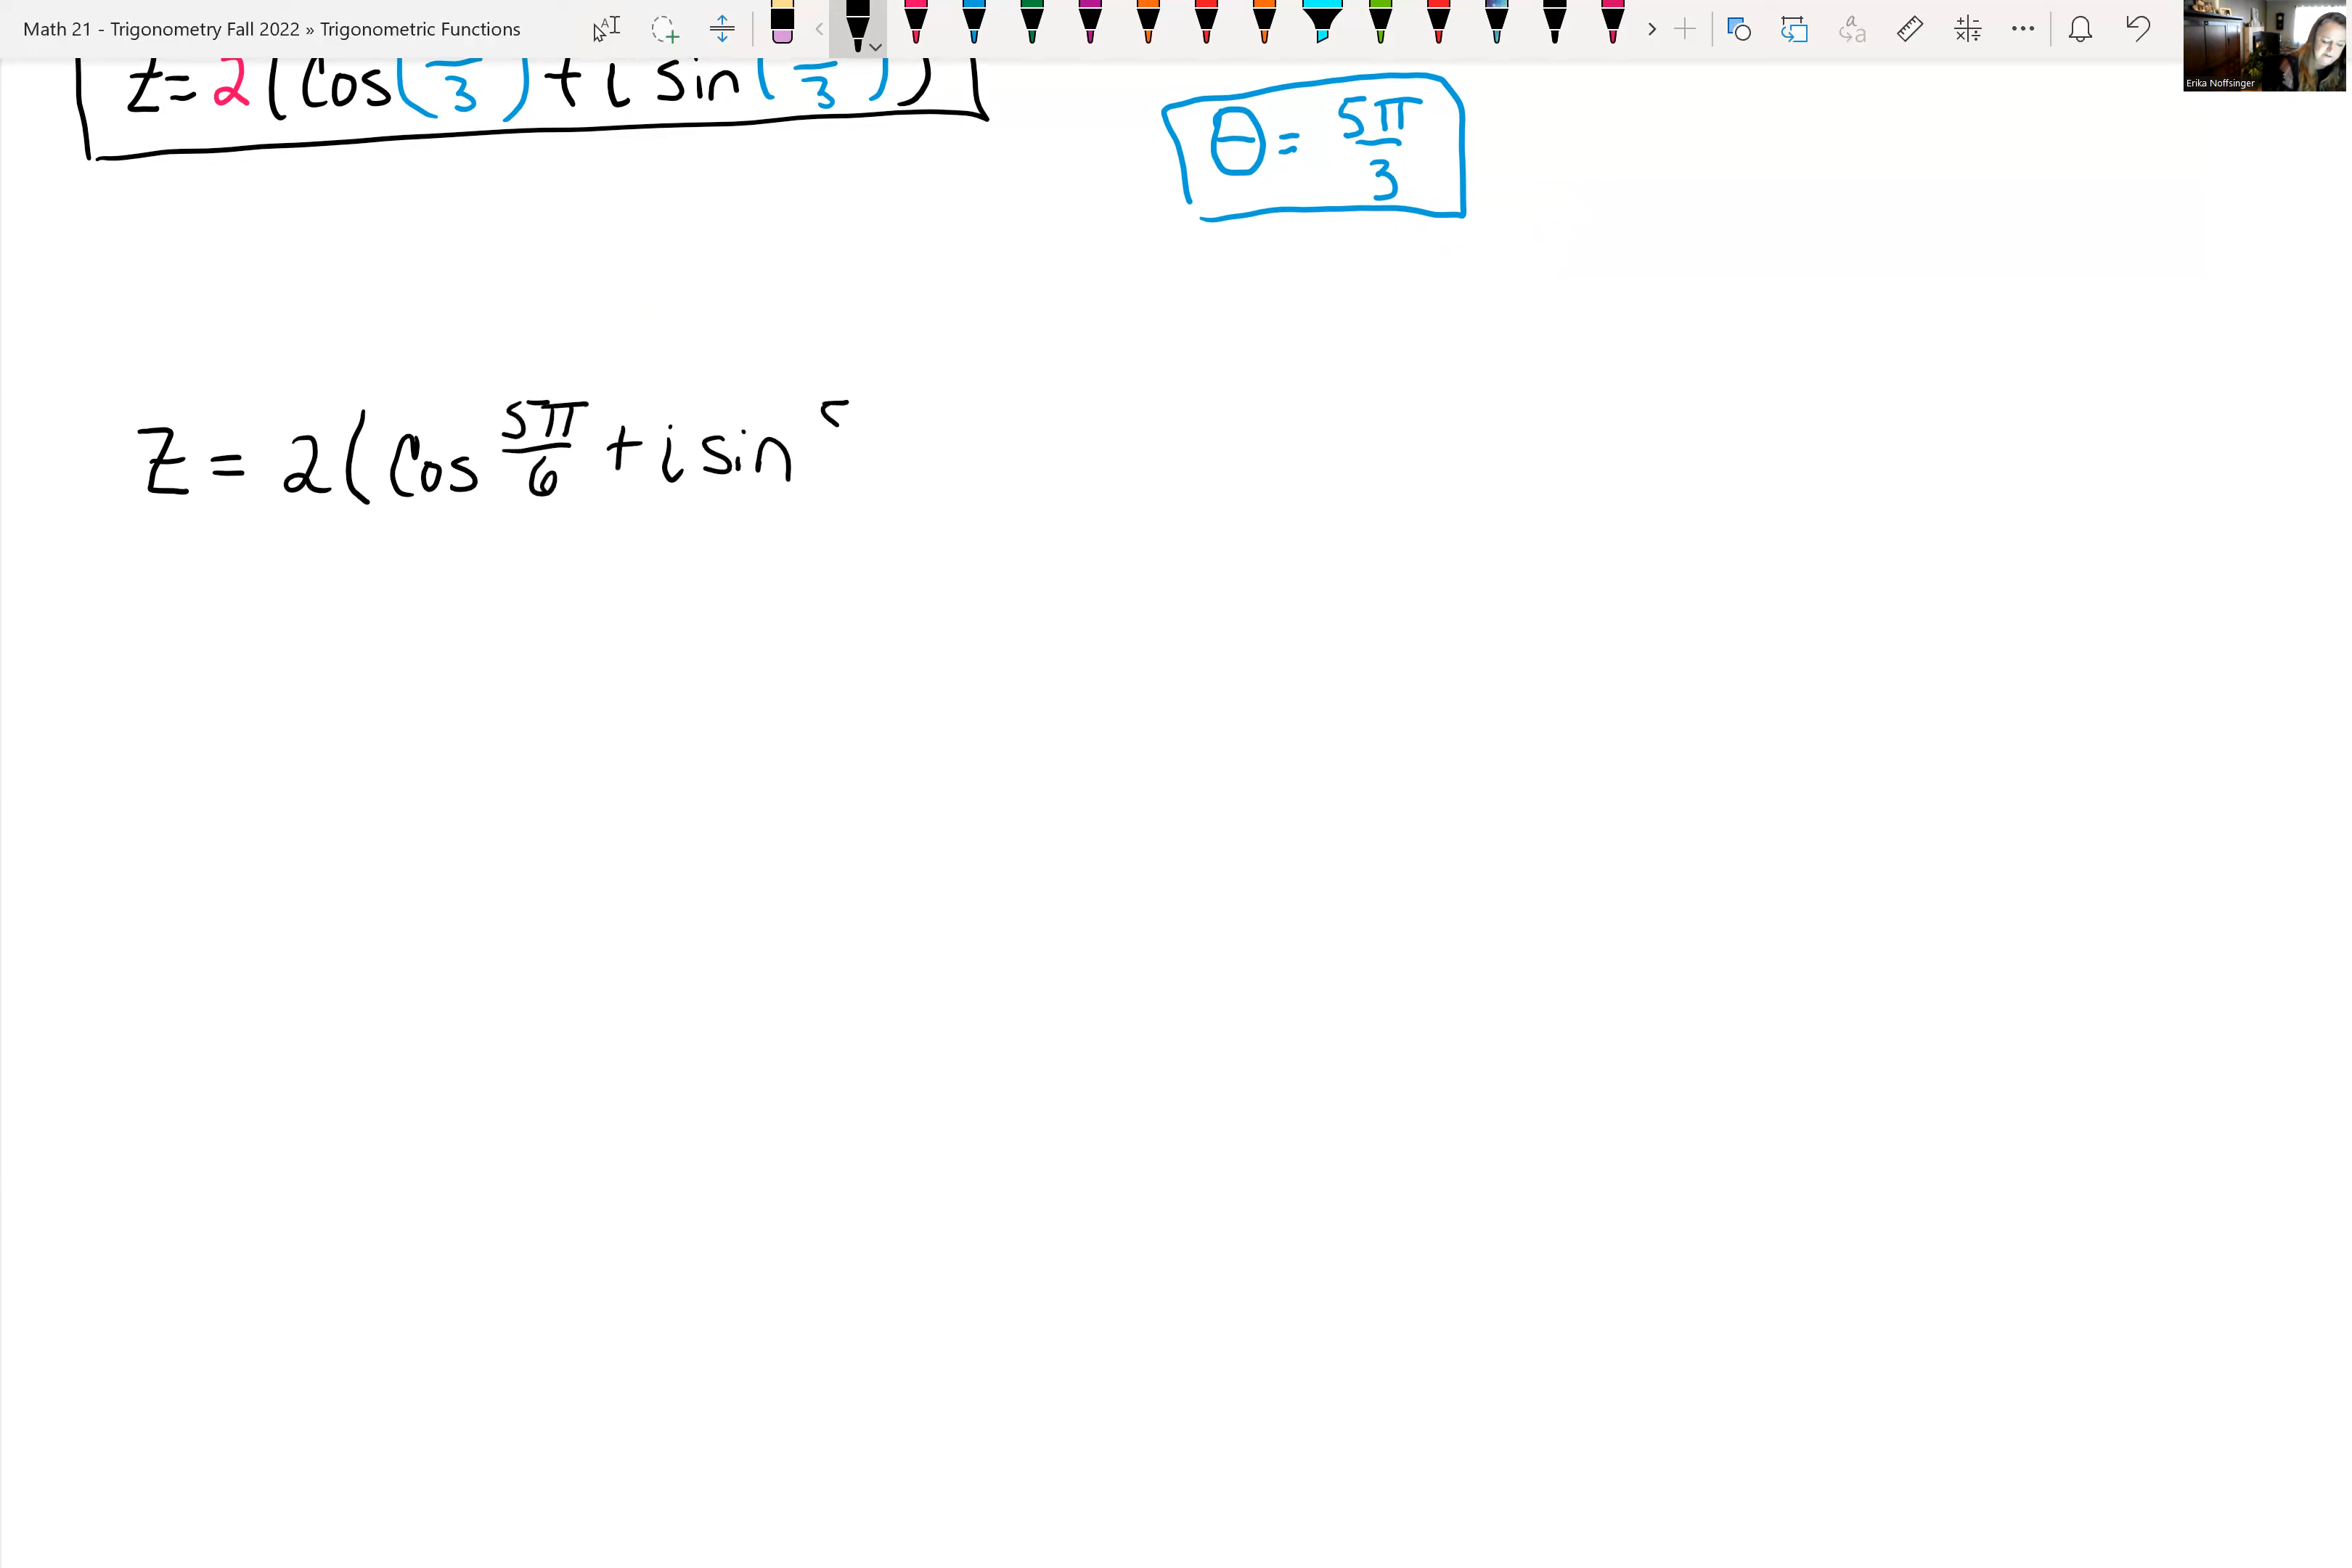 Math 21 - Trigonometry Fall 2022 » Trigonometric Functions
Erika Noffsinger
z = 2(cos(‾/3) + i sin(‾/3))
θ = 5π/3
z = 2(cos 5π/6 + i sin